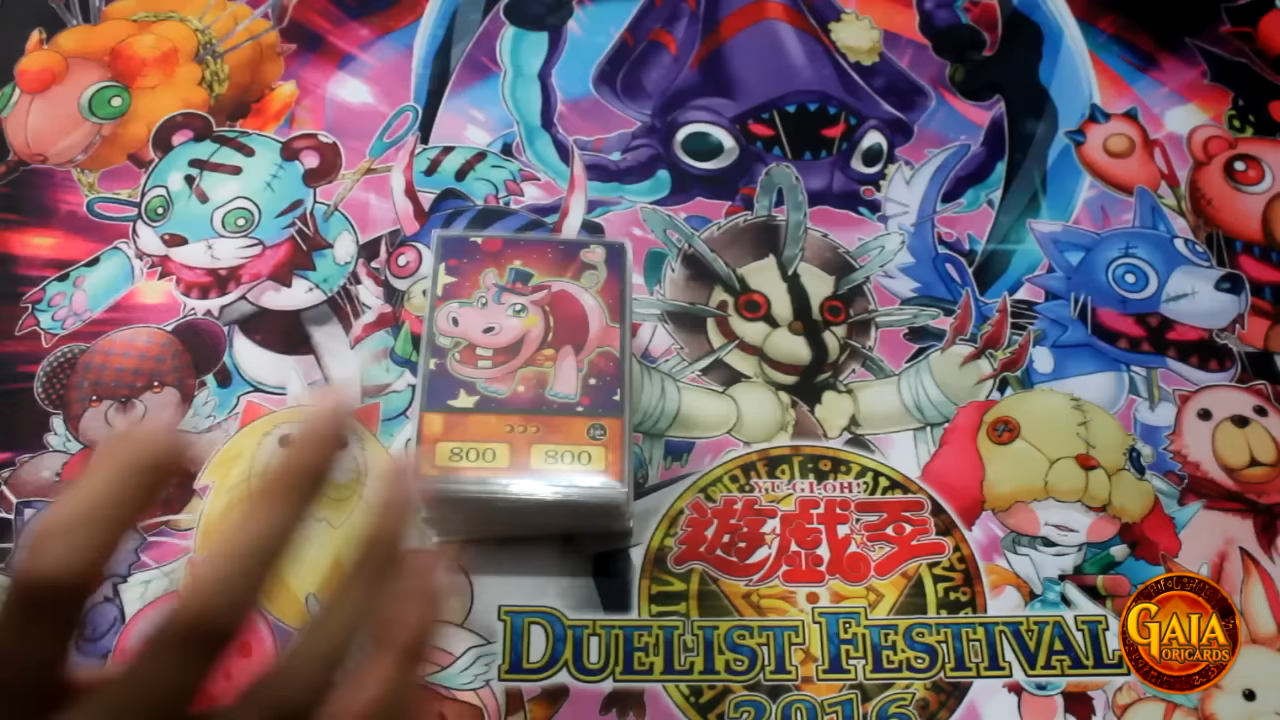 800 800
YU-GI-OH!
遊戯王
DUELIST FESTIVAL
2016
GAIA
ORICARDS